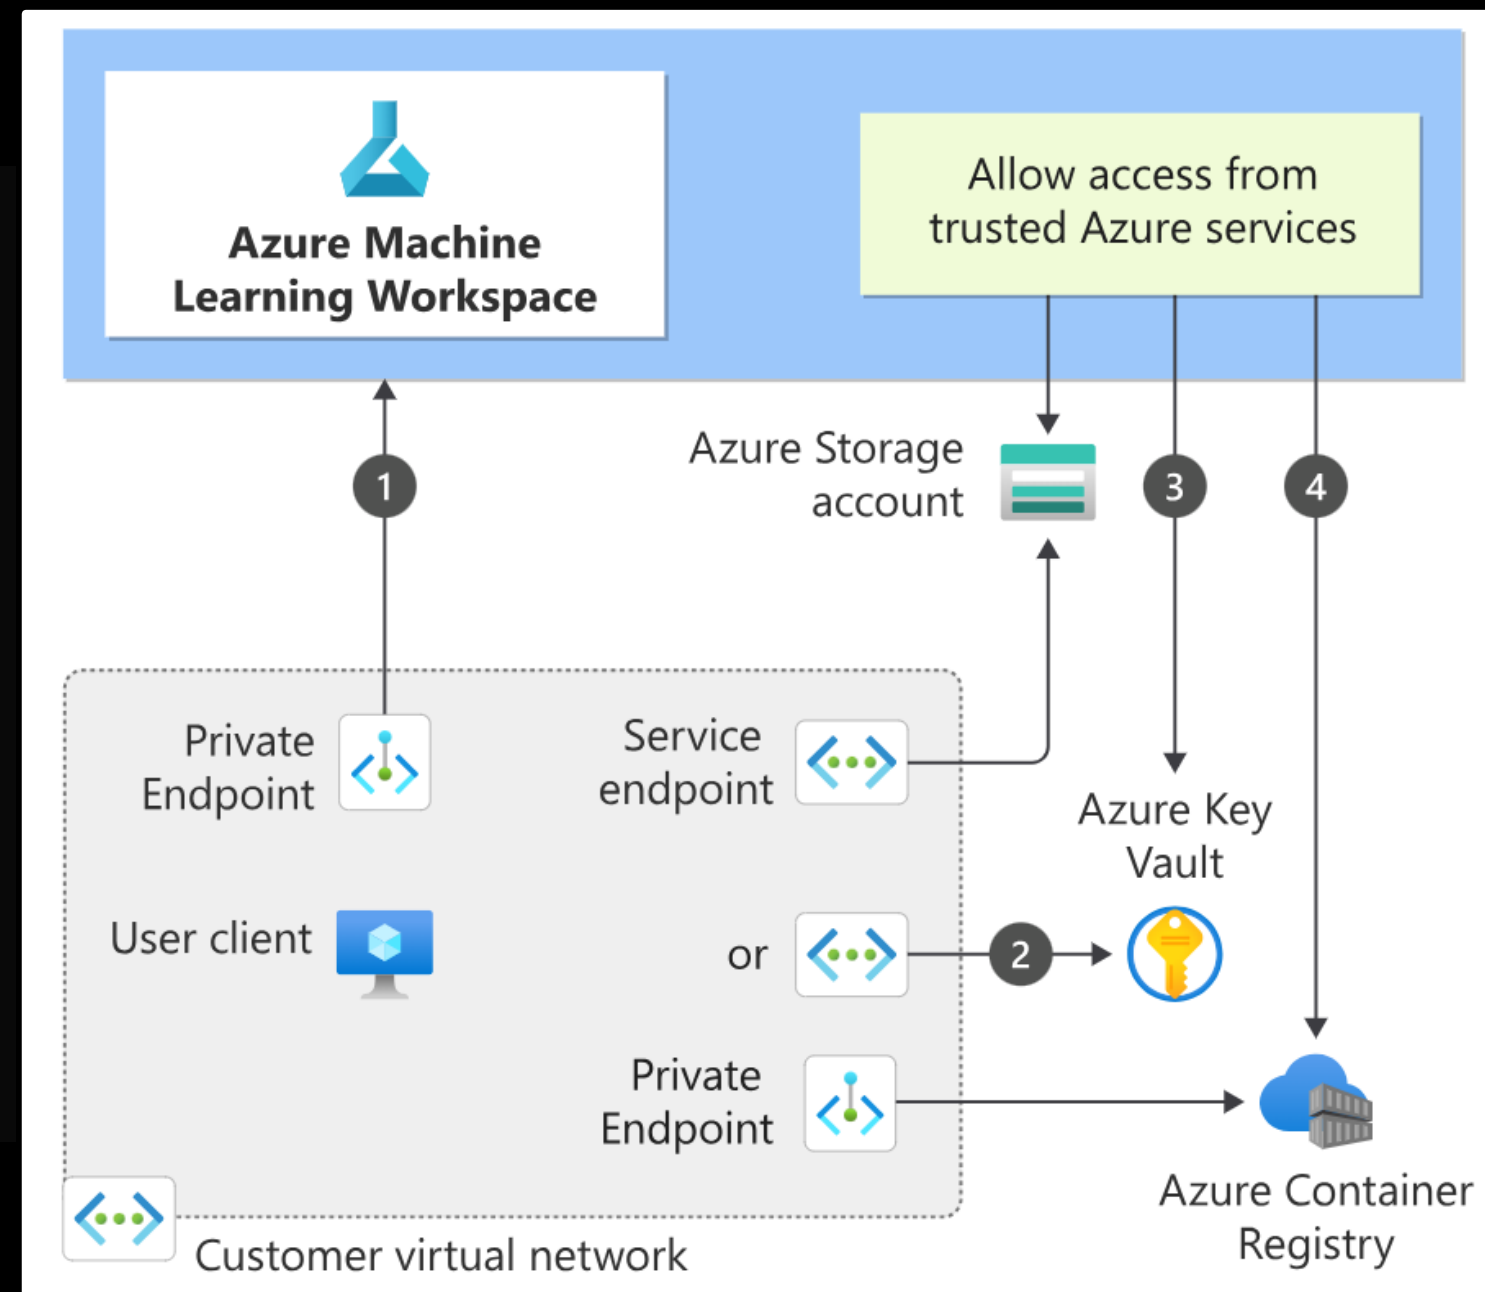 Azure Machine
Learning Workspace
Allow access from
trusted Azure services
Azure Storage
account
1
3
4
Private
Endpoint
Service
endpoint
Azure Key
Vault
User client
or
2
Private
Endpoint
Azure Container
Registry
Customer virtual network